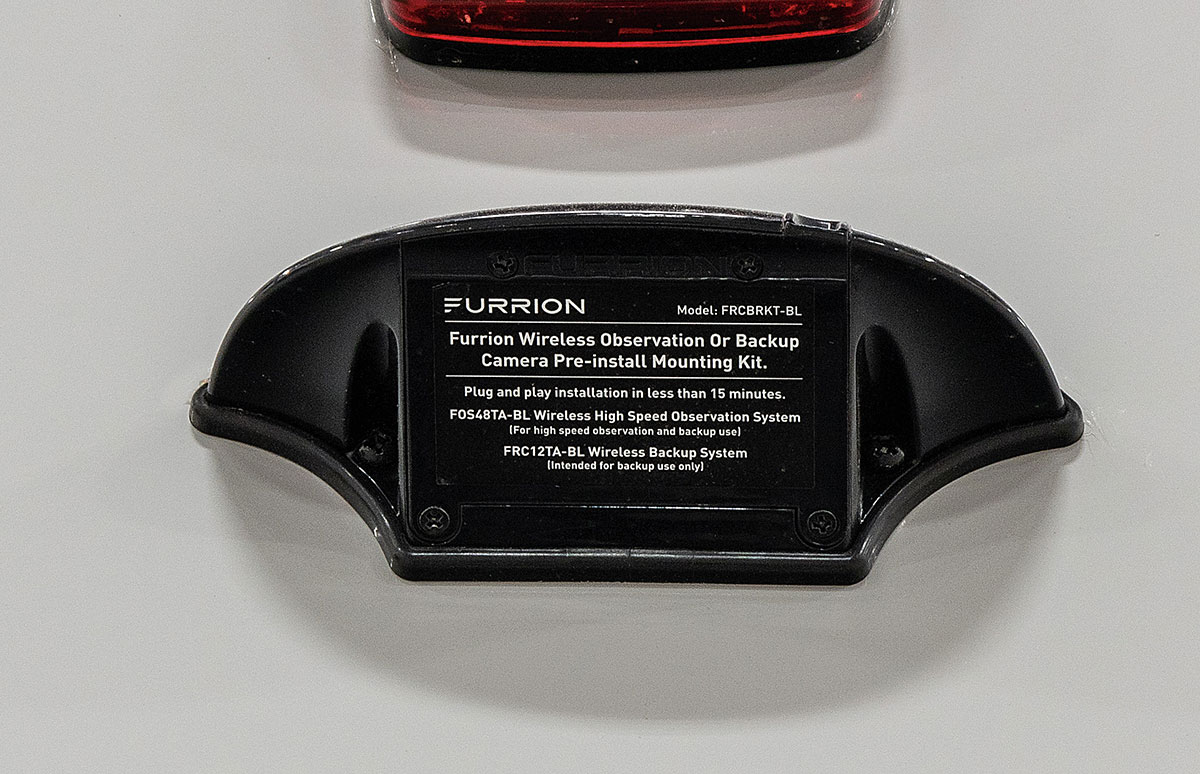 FURRION
FURRION Model: FRCBRKT-BL
Furrion Wireless Observation Or Backup
Camera Pre-install Mounting Kit.
Plug and play installation in less than 15 minutes.
FOS48TA-BL Wireless High Speed Observation System
(For high speed observation and backup use)
FRC12TA-BL Wireless Backup System
(Intended for backup use only)